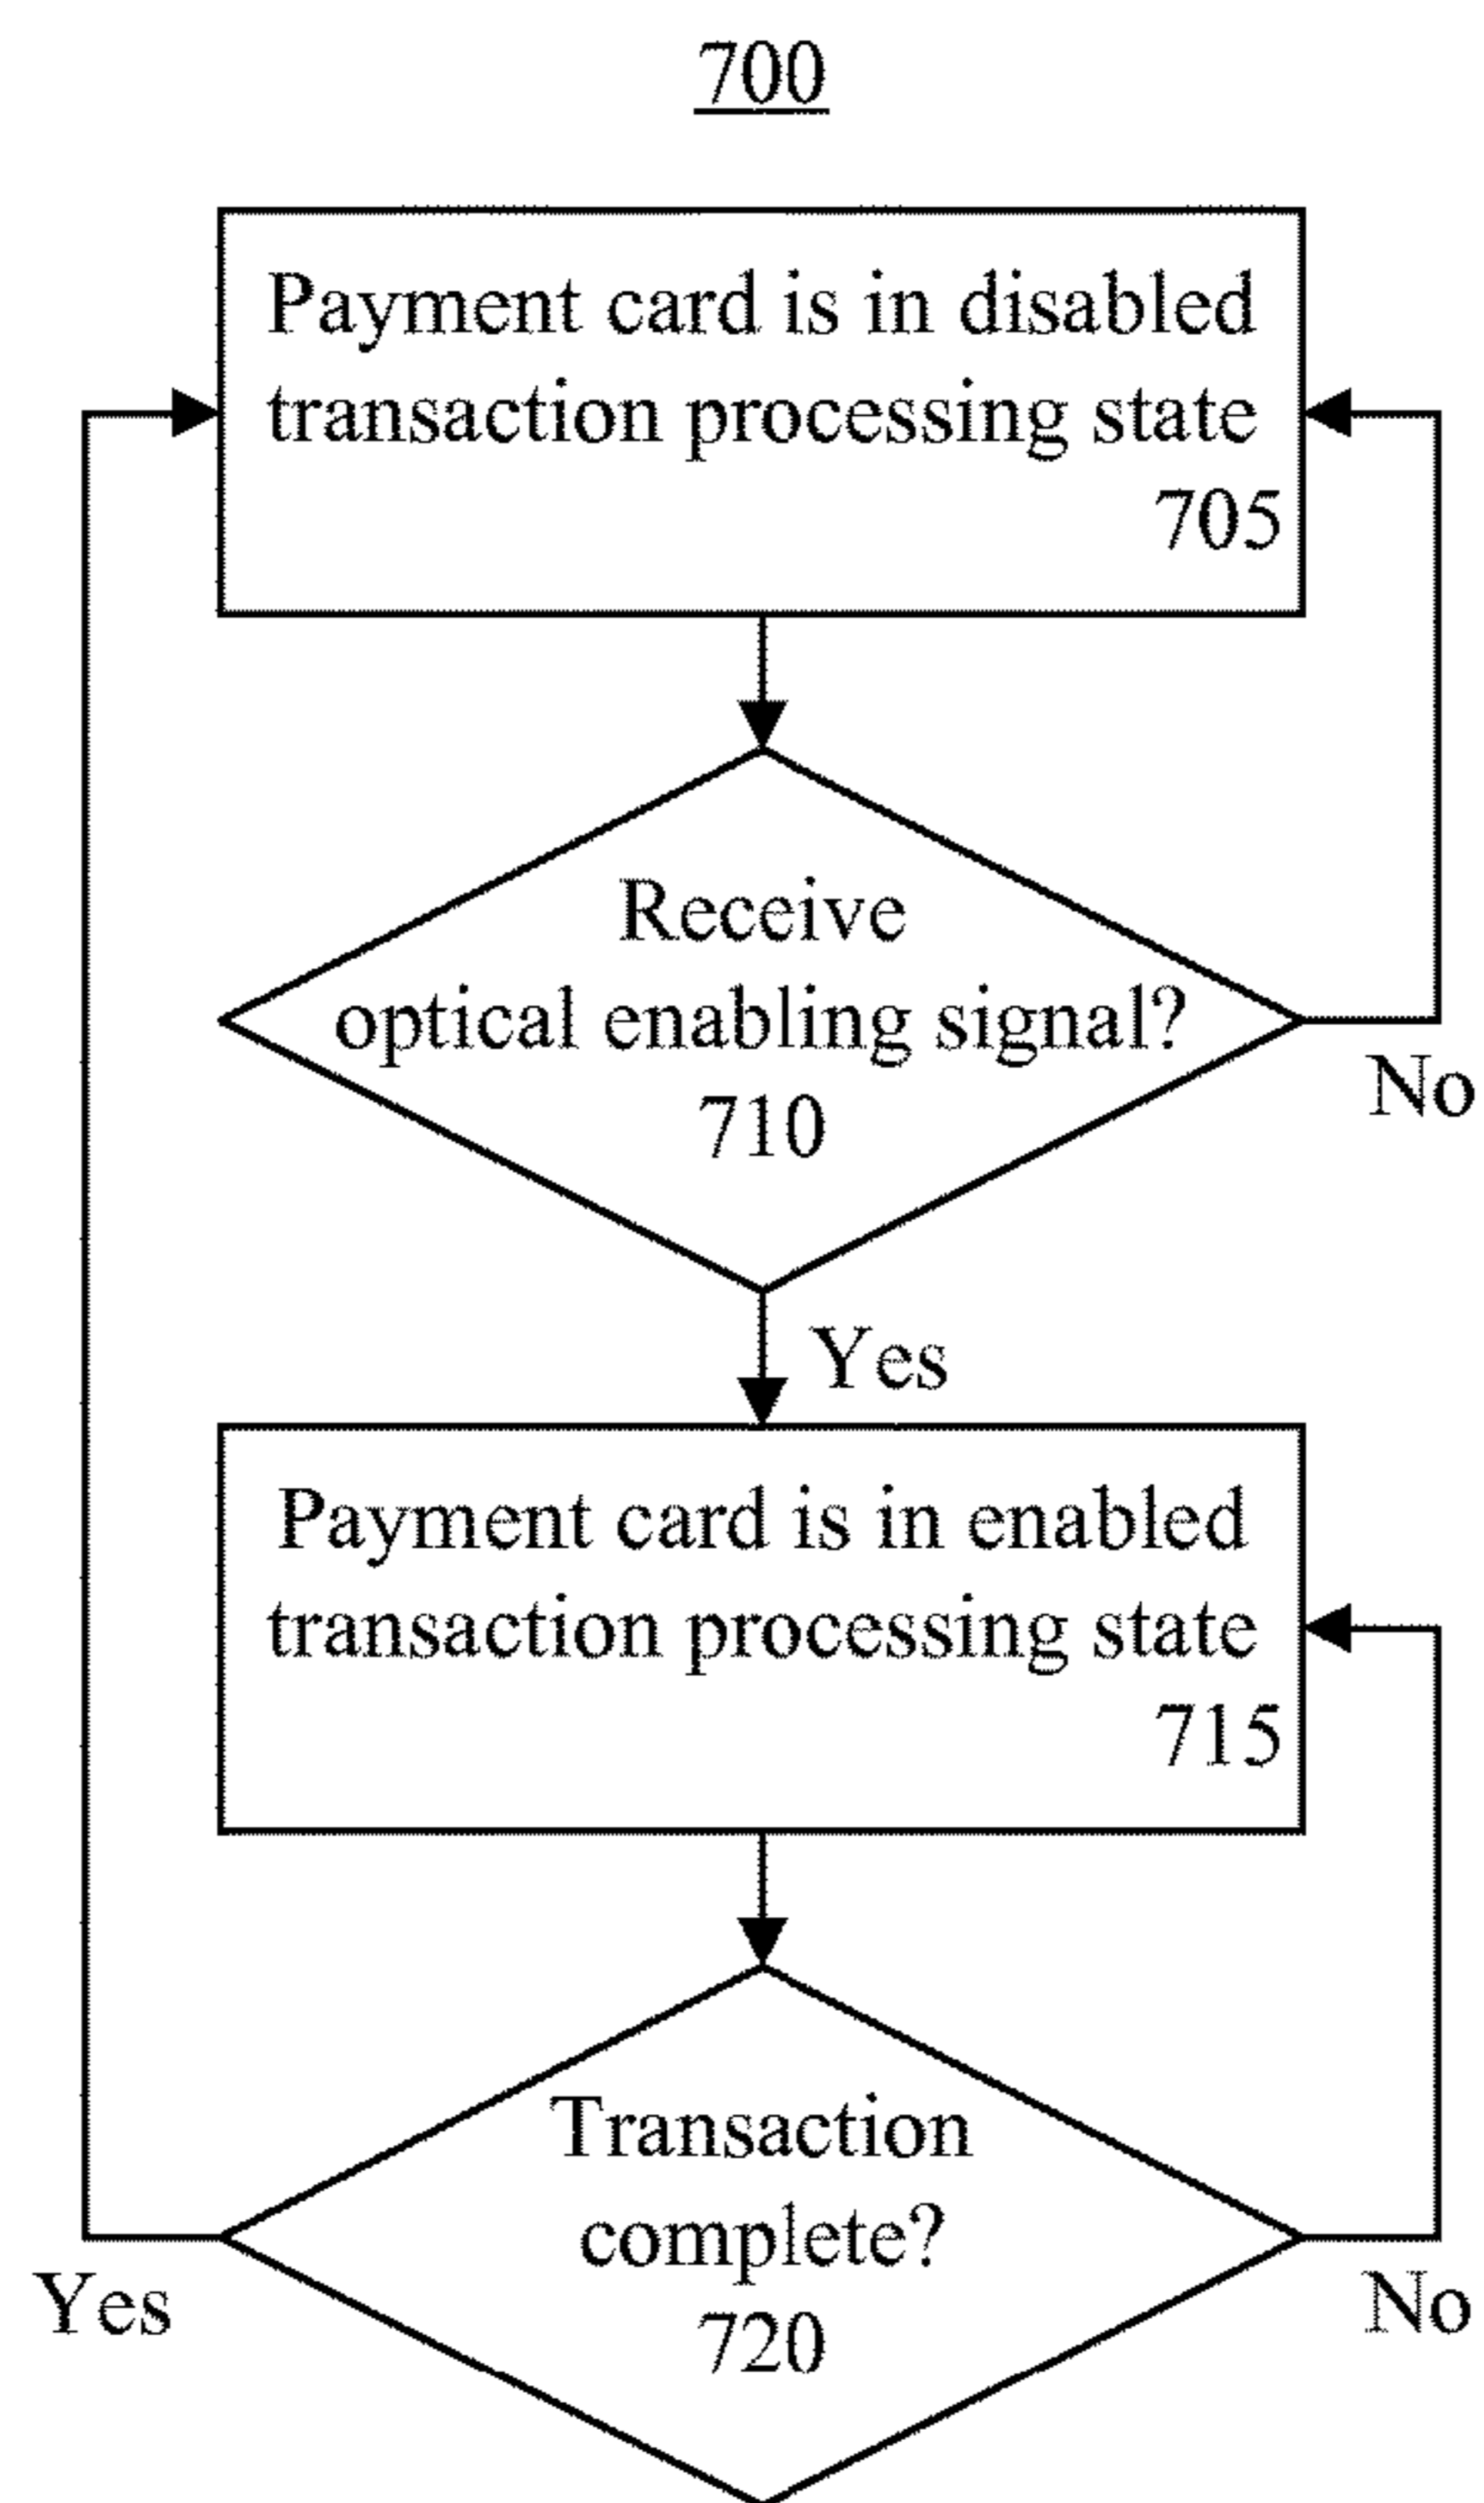 700
Payment card is in disabled
transaction processing state
705
Receive
optical enabling signal?
710
No
Yes
Payment card is in enabled
transaction processing state
715
Transaction
complete?
720
Yes
No